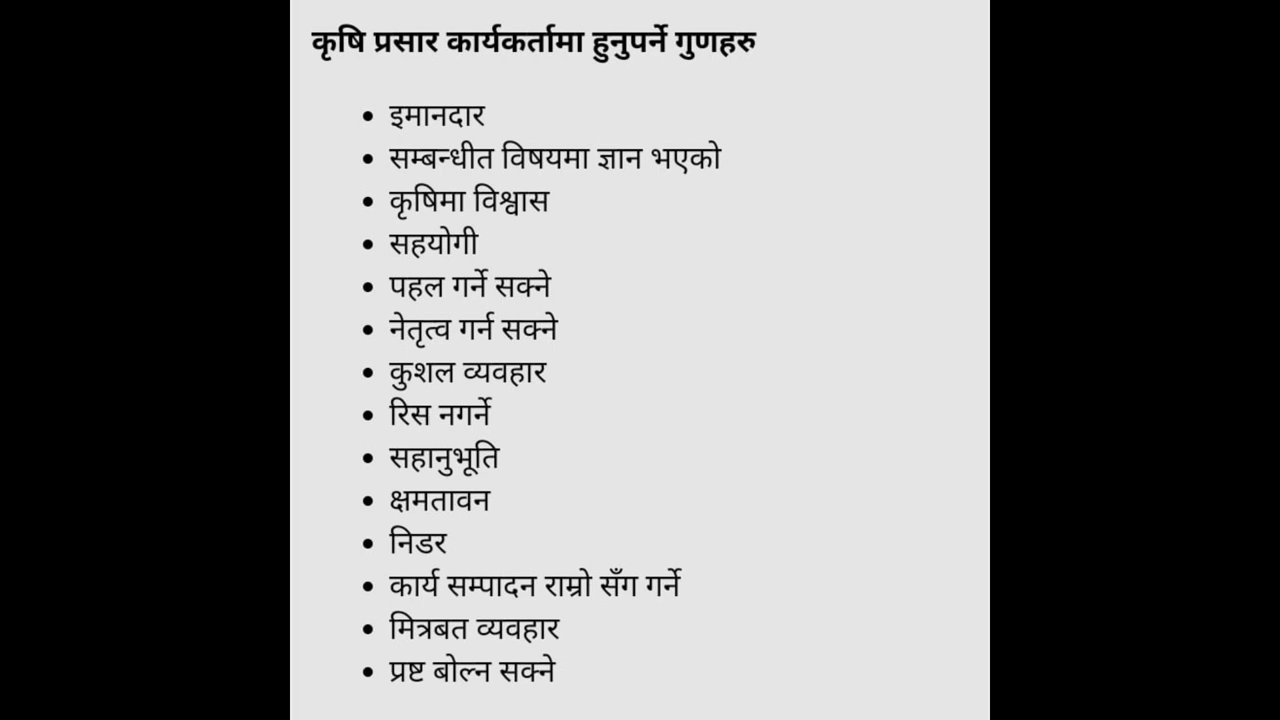 कृषि प्रसार कार्यकर्तामा हुनुपर्ने गुणहरु
• इमानदार
• सम्बन्धीत विषयमा ज्ञान भएको
• कृषिमा विश्वास
• सहयोगी
• पहल गर्ने सक्ने
• नेतृत्व गर्न सक्ने
• कुशल व्यवहार
• रिस नगर्ने
• सहानुभूति
• क्षमतावन
• निडर
• कार्य सम्पादन राम्रो सँग गर्ने
• मित्रबत व्यवहार
• प्रष्ट बोल्न सक्ने